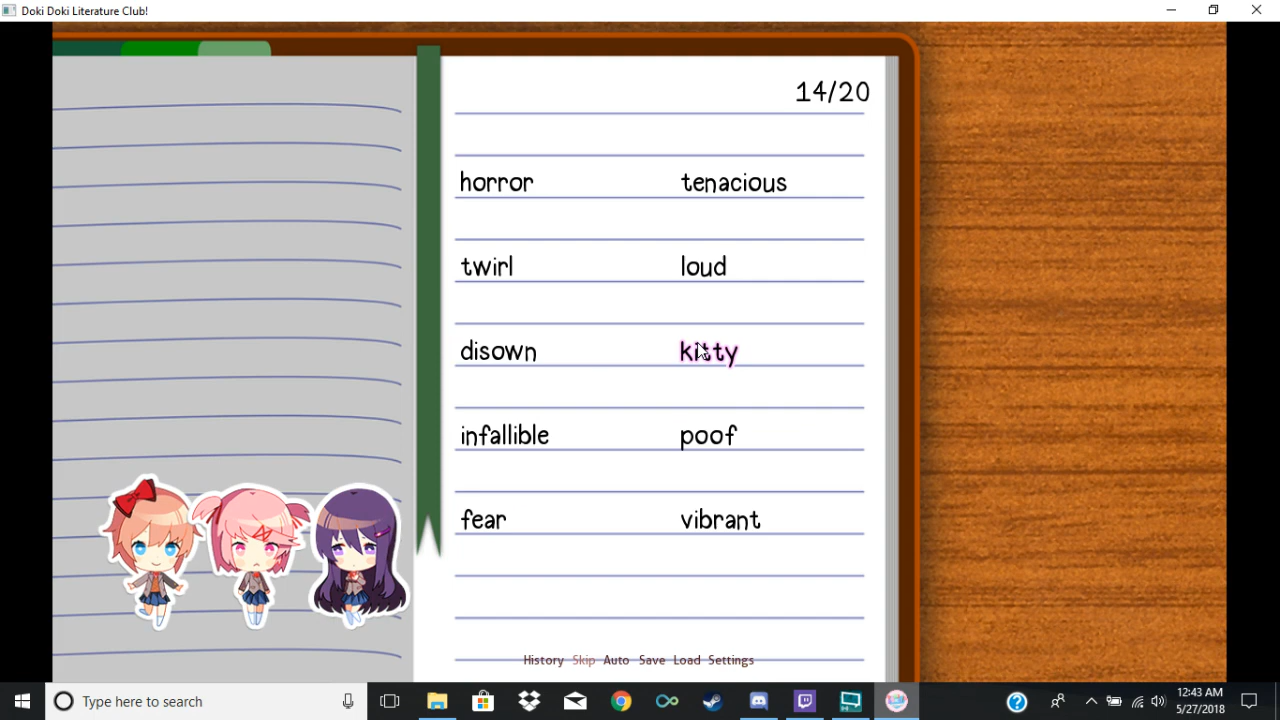 Doki Doki Literature Club!
14/20
horror tenacious
twirl loud
disown kitty
infallible poof
fear vibrant
History Skip Auto Save Load Settings
Type here to search
12:43 AM
5/27/2018